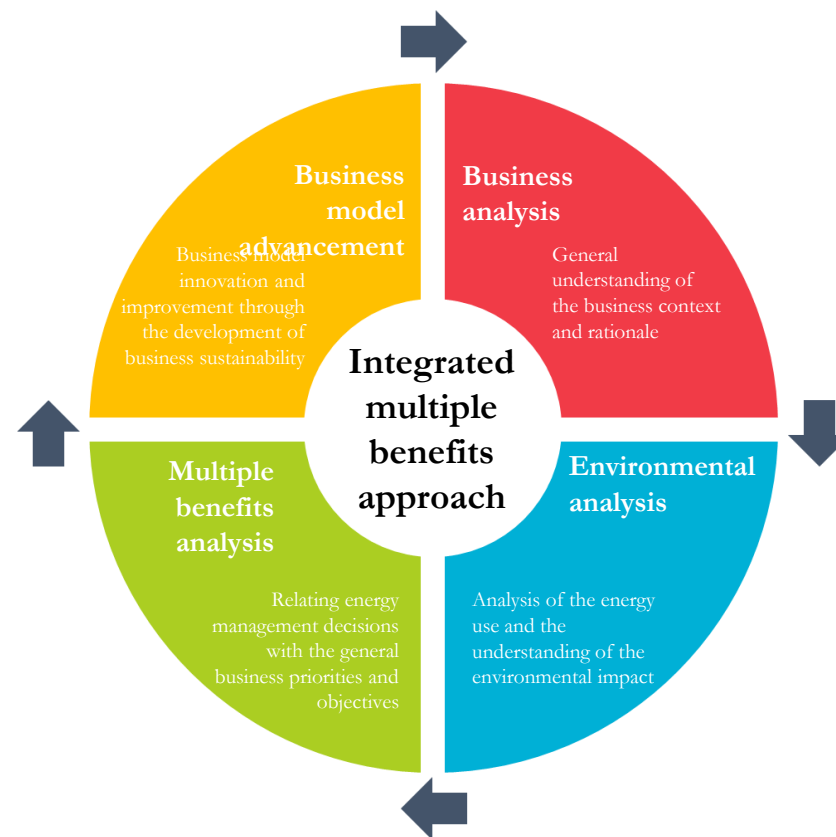 Business
model
advancement
Business model
innovation and
improvement through
the development of
business sustainability
Business
analysis
General
understanding of
the business context
and rationale
Integrated
multiple
benefits
approach
Multiple
benefits
analysis
Relating energy
management decisions
with the general
business priorities and
objectives
Environmental
analysis
Analysis of the energy
use and the
understanding of the
environmental impact